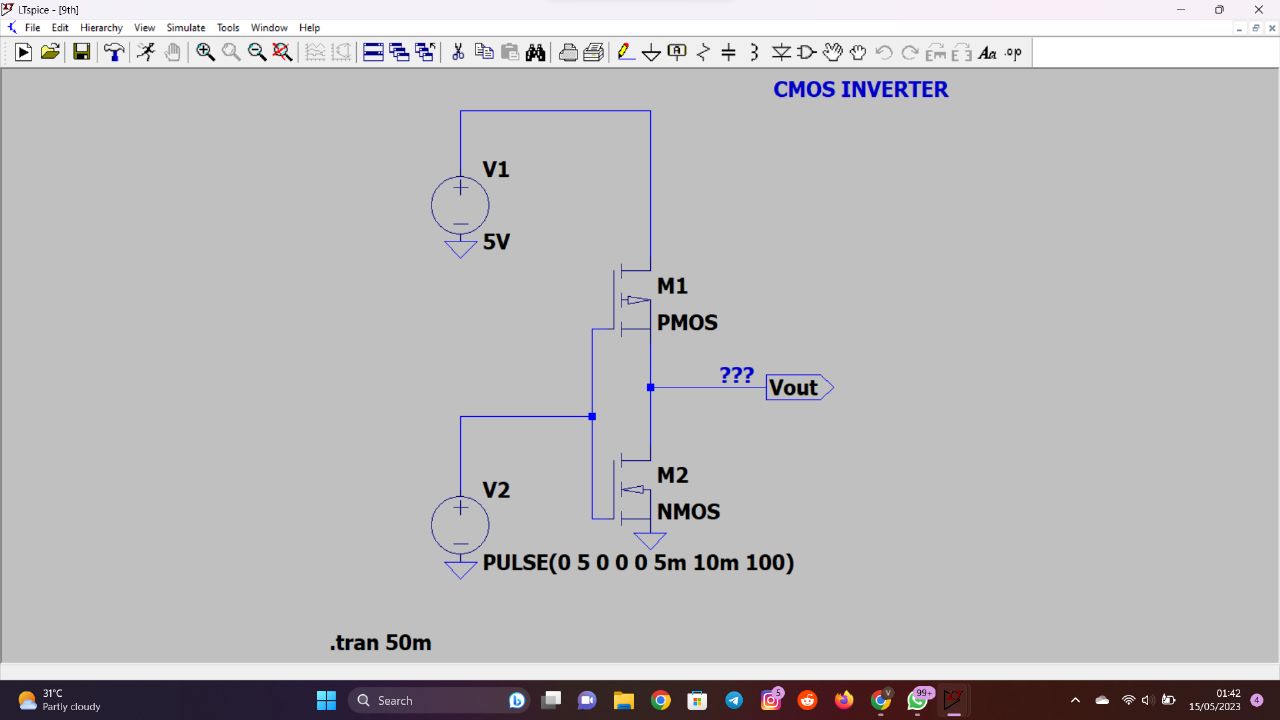 LTspice - [9th]
File Edit Hierarchy View Simulate Tools Window Help
.op
CMOS INVERTER
V1
5V
M1
PMOS
???
Vout
M2
NMOS
V2
PULSE(0 5 0 0 0 5m 10m 100)
.tran 50m
31°C
Partly cloudy
Search
5
V
99+
01:42
15/05/2023
4